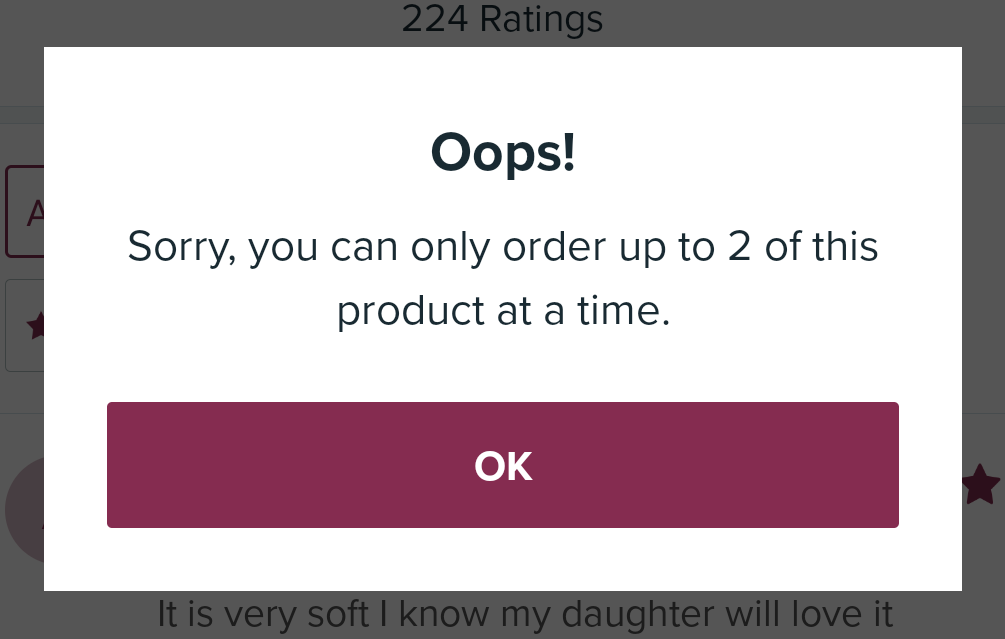 224 Ratings
Oops!
Sorry, you can only order up to 2 of this
product at a time.
OK
It is very soft I know my daughter will love it